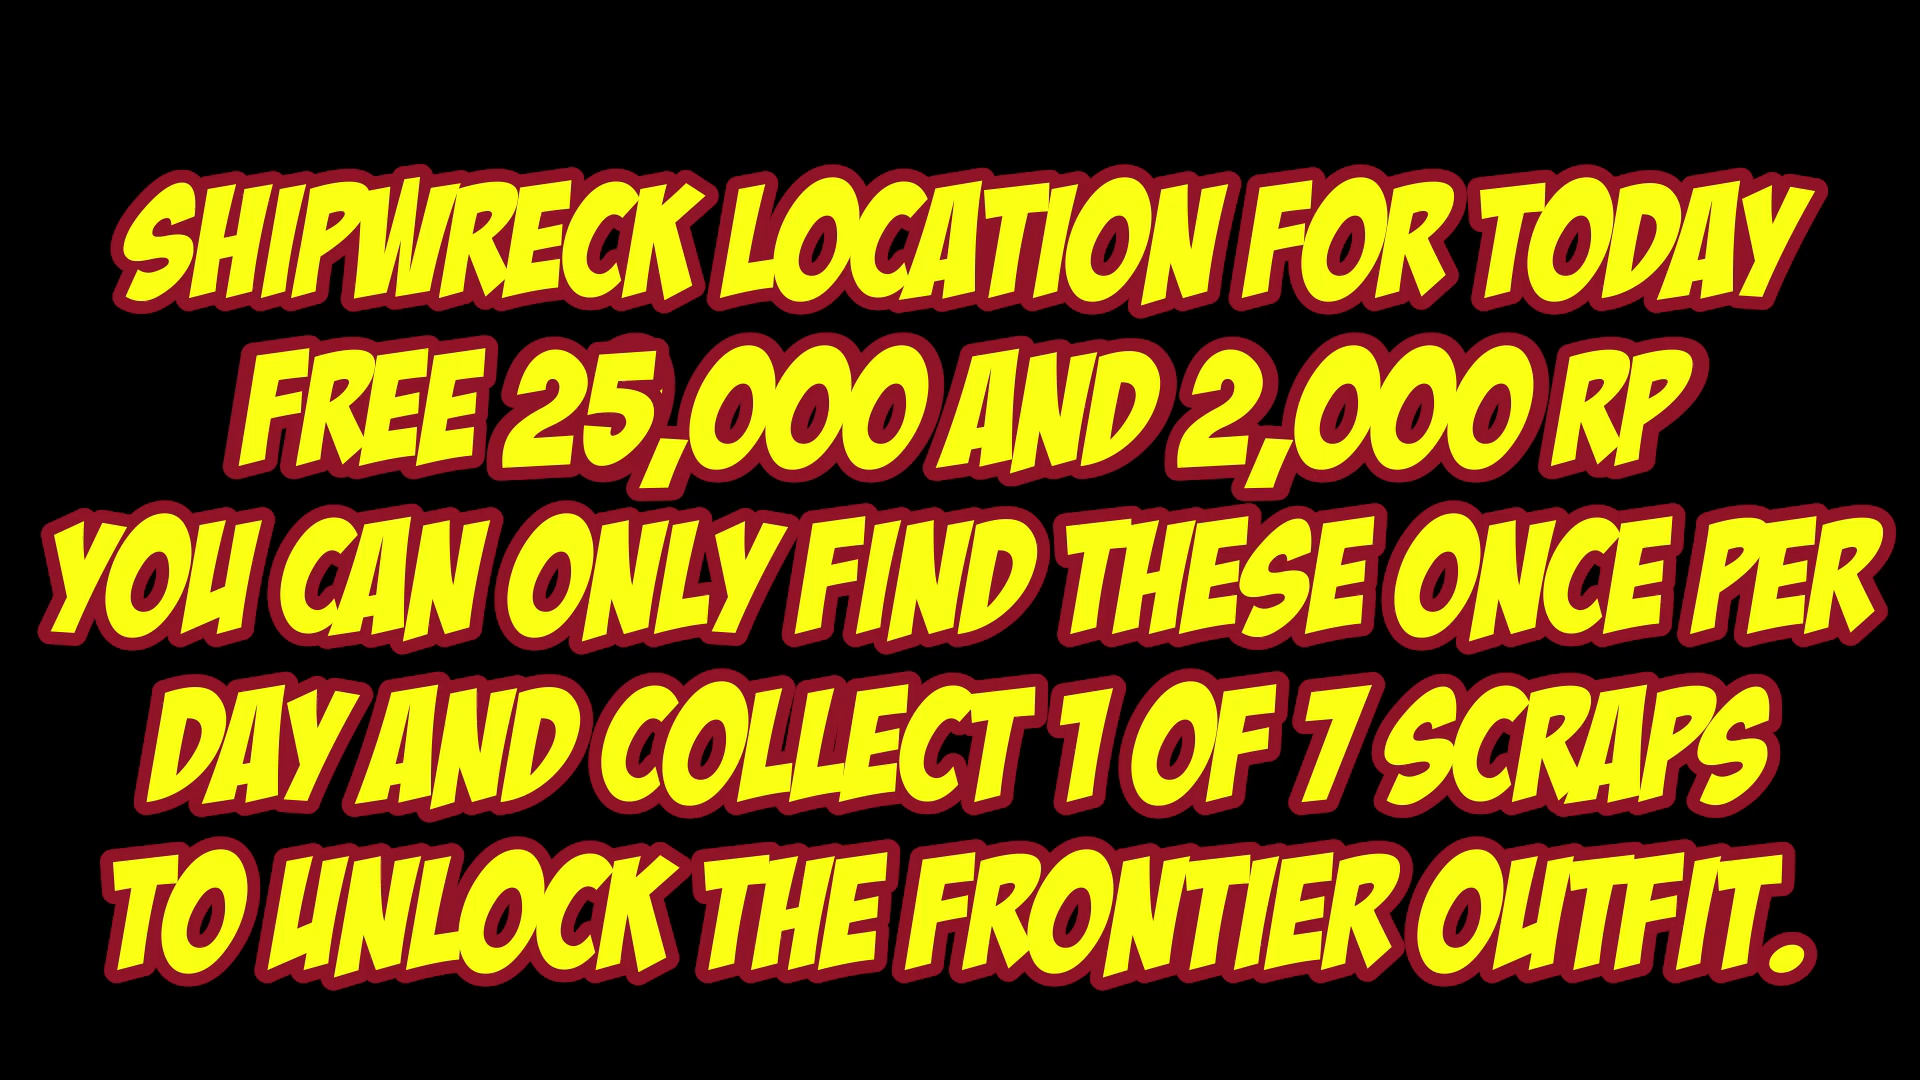 SHIPWRECK LOCATION FOR TODAY
FREE 25,000 AND 2,000 RP
YOU CAN ONLY FIND THESE ONCE PER
DAY AND COLLECT 1 OF 7 SCRAPS
TO UNLOCK THE FRONTIER OUTFIT.